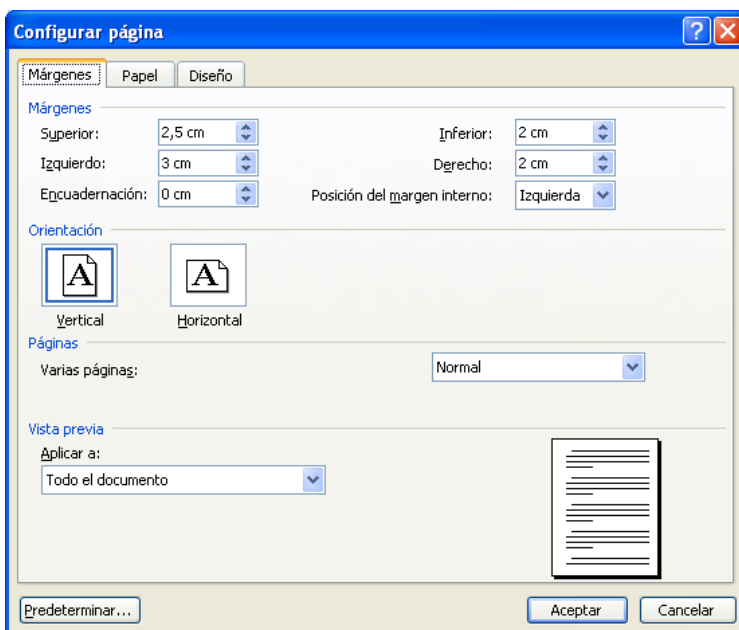 Configurar página
Márgenes Papel Diseño
Márgenes
Superior: 2,5 cm Inferior: 2 cm
Izquierdo: 3 cm Derecho: 2 cm
Encuadernación: 0 cm Posición del margen interno: Izquierda
Orientación
A A
Vertical Horizontal
Páginas
Varias páginas: Normal
Vista previa
Aplicar a:
Todo el documento
Predeterminar... Aceptar Cancelar